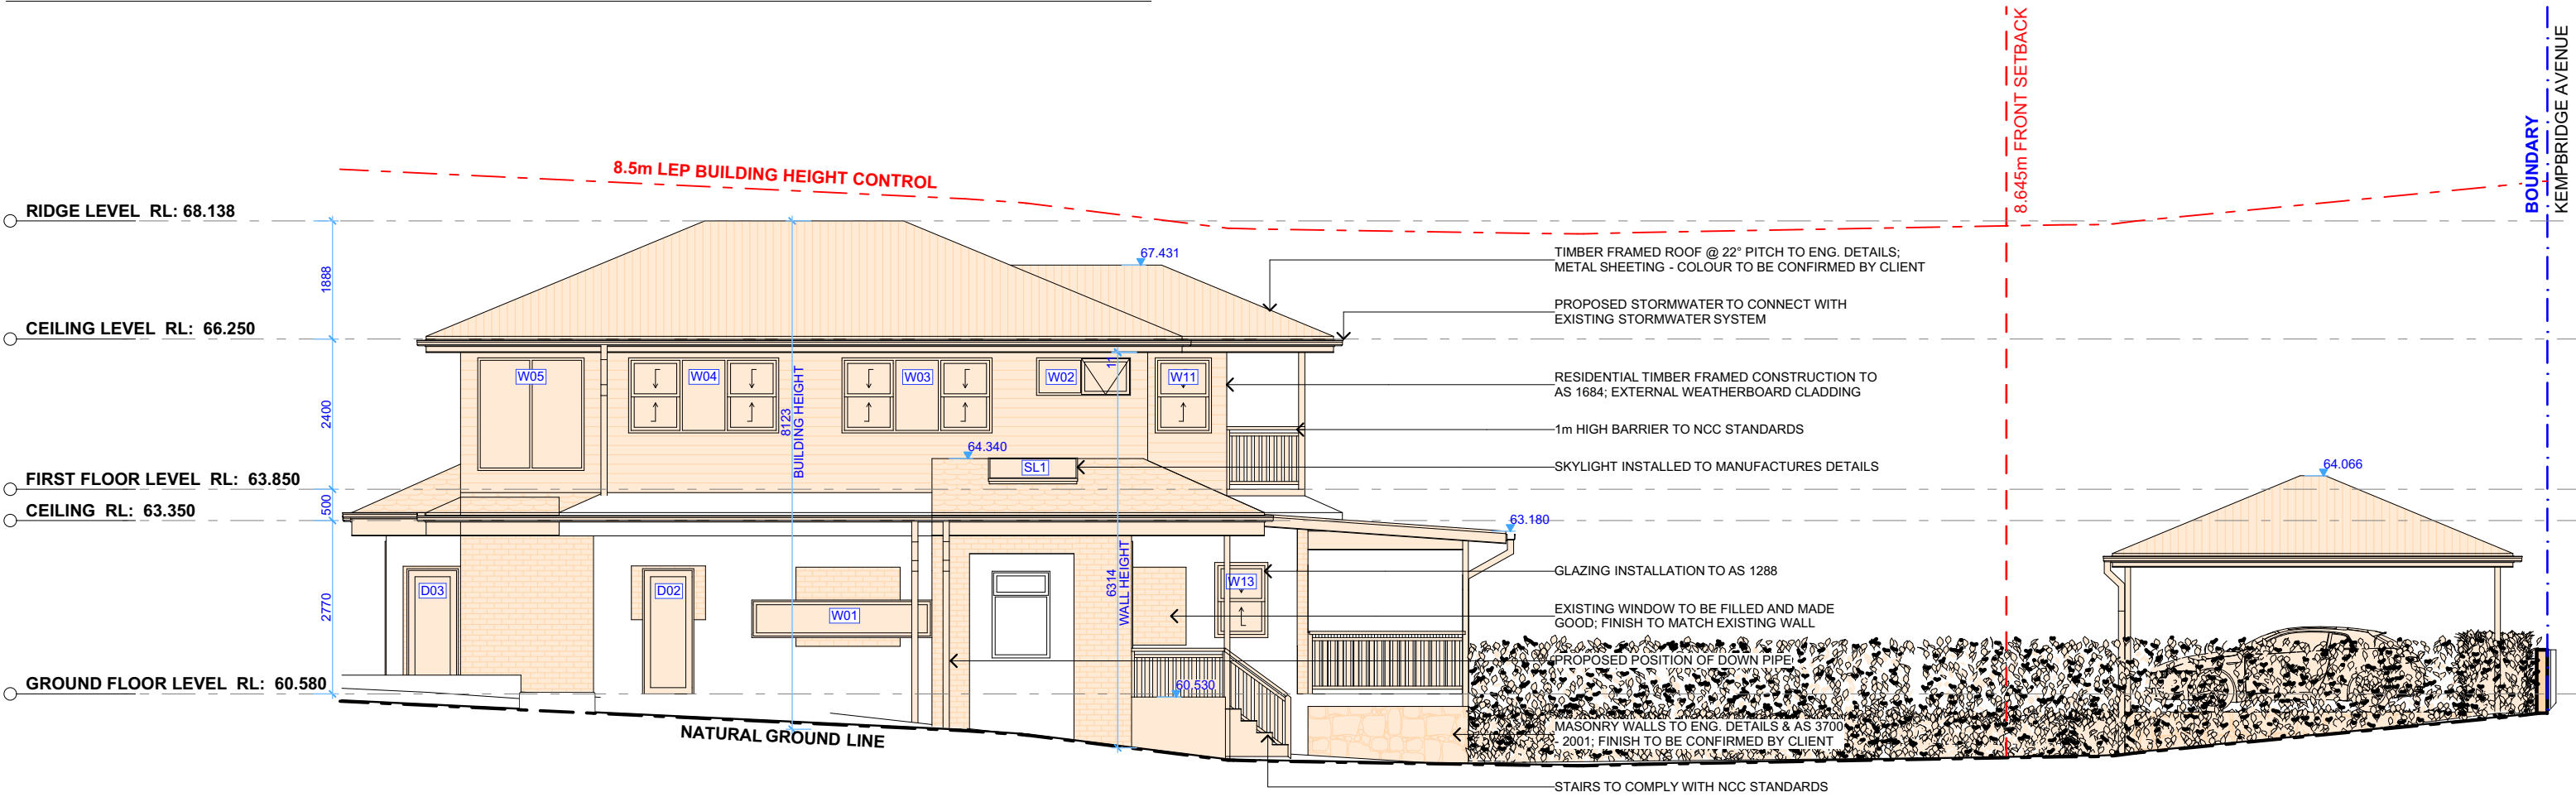 8.5m LEP BUILDING HEIGHT CONTROL
8.645m FRONT SETBACK
BOUNDARY
KEMPBRIDGE AVENUE
RIDGE LEVEL RL: 68.138
CEILING LEVEL RL: 66.250
FIRST FLOOR LEVEL RL: 63.850
CEILING RL: 63.350
GROUND FLOOR LEVEL RL: 60.580
1888
2400
500
2770
67.431
W05
W04
W03
W02
11
W11
8123
BUILDING HEIGHT
64.340
SL1
63.180
64.066
D03
D02
W01
6314
WALL HEIGHT
W13
60.530
NATURAL GROUND LINE
TIMBER FRAMED ROOF @ 22° PITCH TO ENG. DETAILS;
METAL SHEETING - COLOUR TO BE CONFIRMED BY CLIENT
PROPOSED STORMWATER TO CONNECT WITH
EXISTING STORMWATER SYSTEM
RESIDENTIAL TIMBER FRAMED CONSTRUCTION TO
AS 1684; EXTERNAL WEATHERBOARD CLADDING
1m HIGH BARRIER TO NCC STANDARDS
SKYLIGHT INSTALLED TO MANUFACTURES DETAILS
GLAZING INSTALLATION TO AS 1288
EXISTING WINDOW TO BE FILLED AND MADE
GOOD; FINISH TO MATCH EXISTING WALL
PROPOSED POSITION OF DOWN PIPE
MASONRY WALLS TO ENG. DETAILS & AS 3700
- 2001; FINISH TO BE CONFIRMED BY CLIENT
STAIRS TO COMPLY WITH NCC STANDARDS